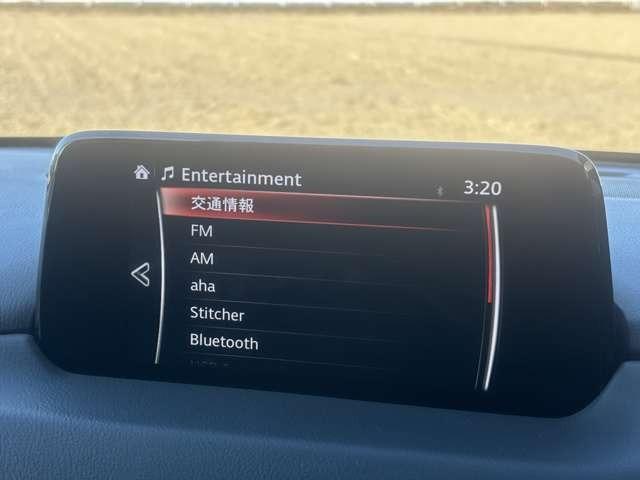 Entertainment
3:20
交通情報
FM
AM
aha
Stitcher
Bluetooth